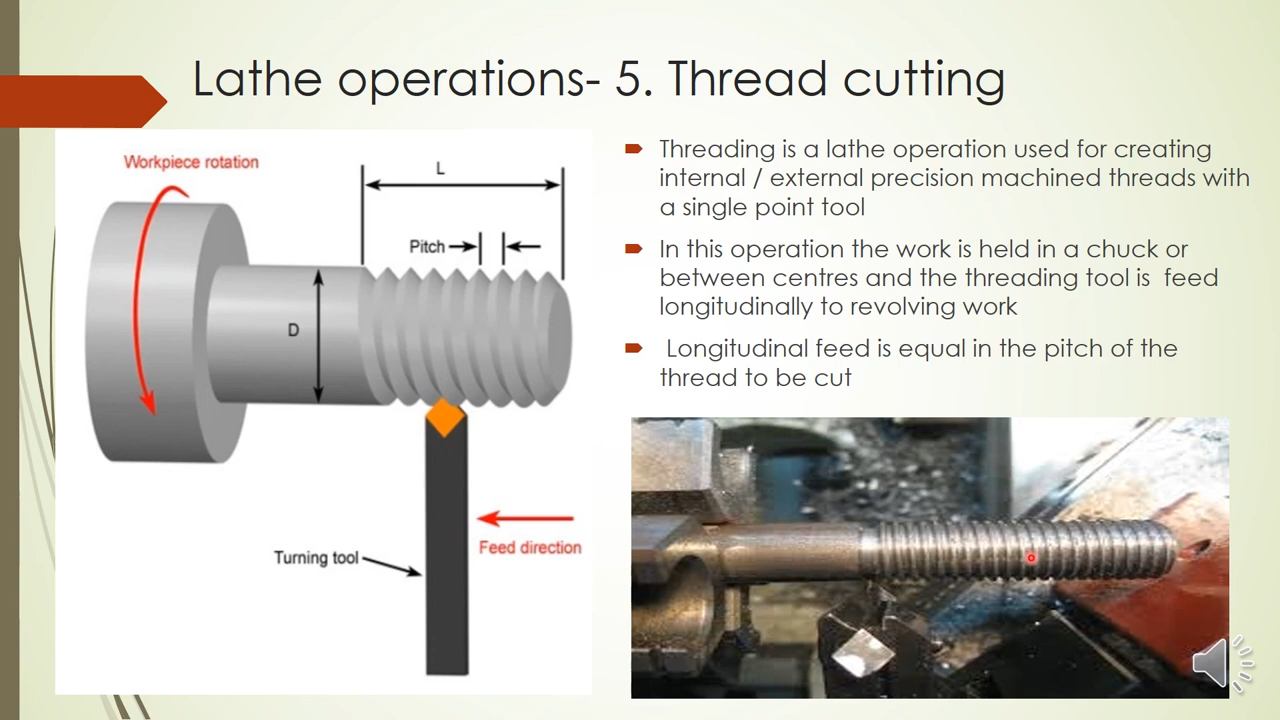 Lathe operations- 5. Thread cutting
Workpiece rotation
L
Pitch
D
Turning tool
Feed direction
Threading is a lathe operation used for creating
internal / external precision machined threads with
a single point tool
In this operation the work is held in a chuck or
between centres and the threading tool is  feed
longitudinally to revolving work
Longitudinal feed is equal in the pitch of the
thread to be cut